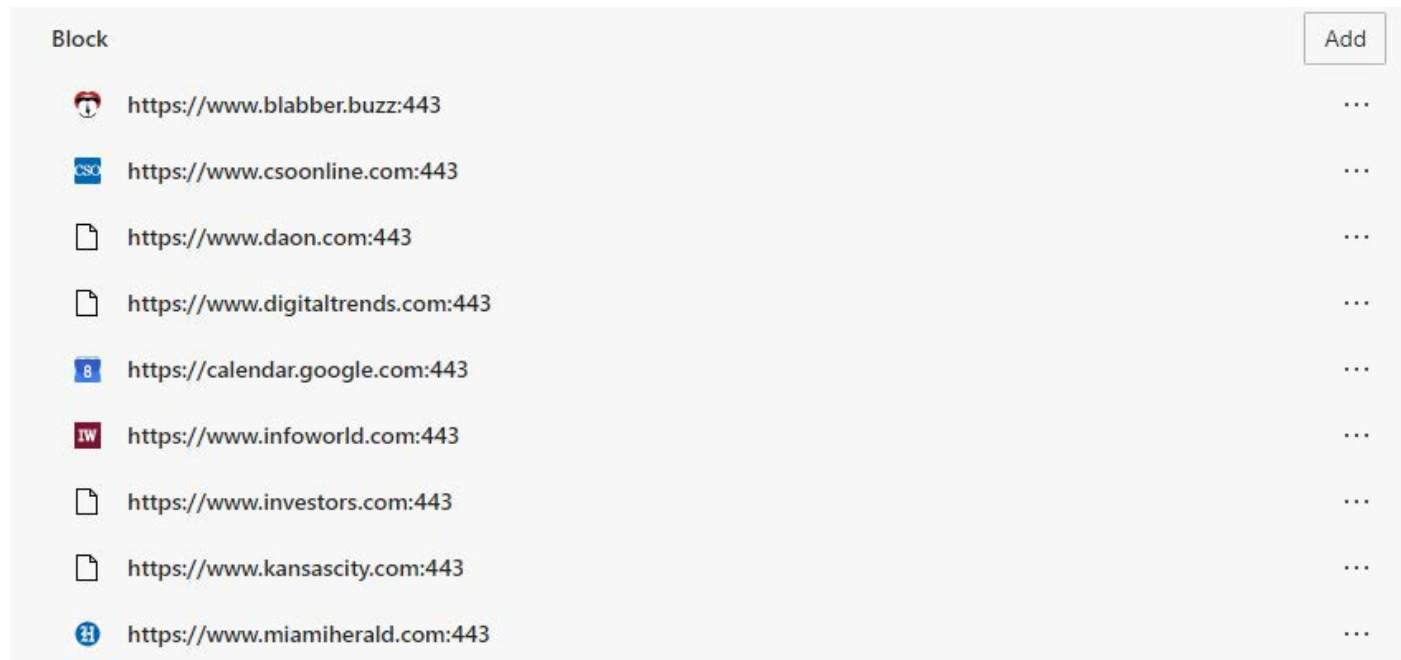 Block
Add
https://www.blabber.buzz:443
CSO
https://www.csoonline.com:443
https://www.daon.com:443
https://www.digitaltrends.com:443
8
https://calendar.google.com:443
IW
https://www.infoworld.com:443
https://www.investors.com:443
https://www.kansascity.com:443
H
https://www.miamiherald.com:443